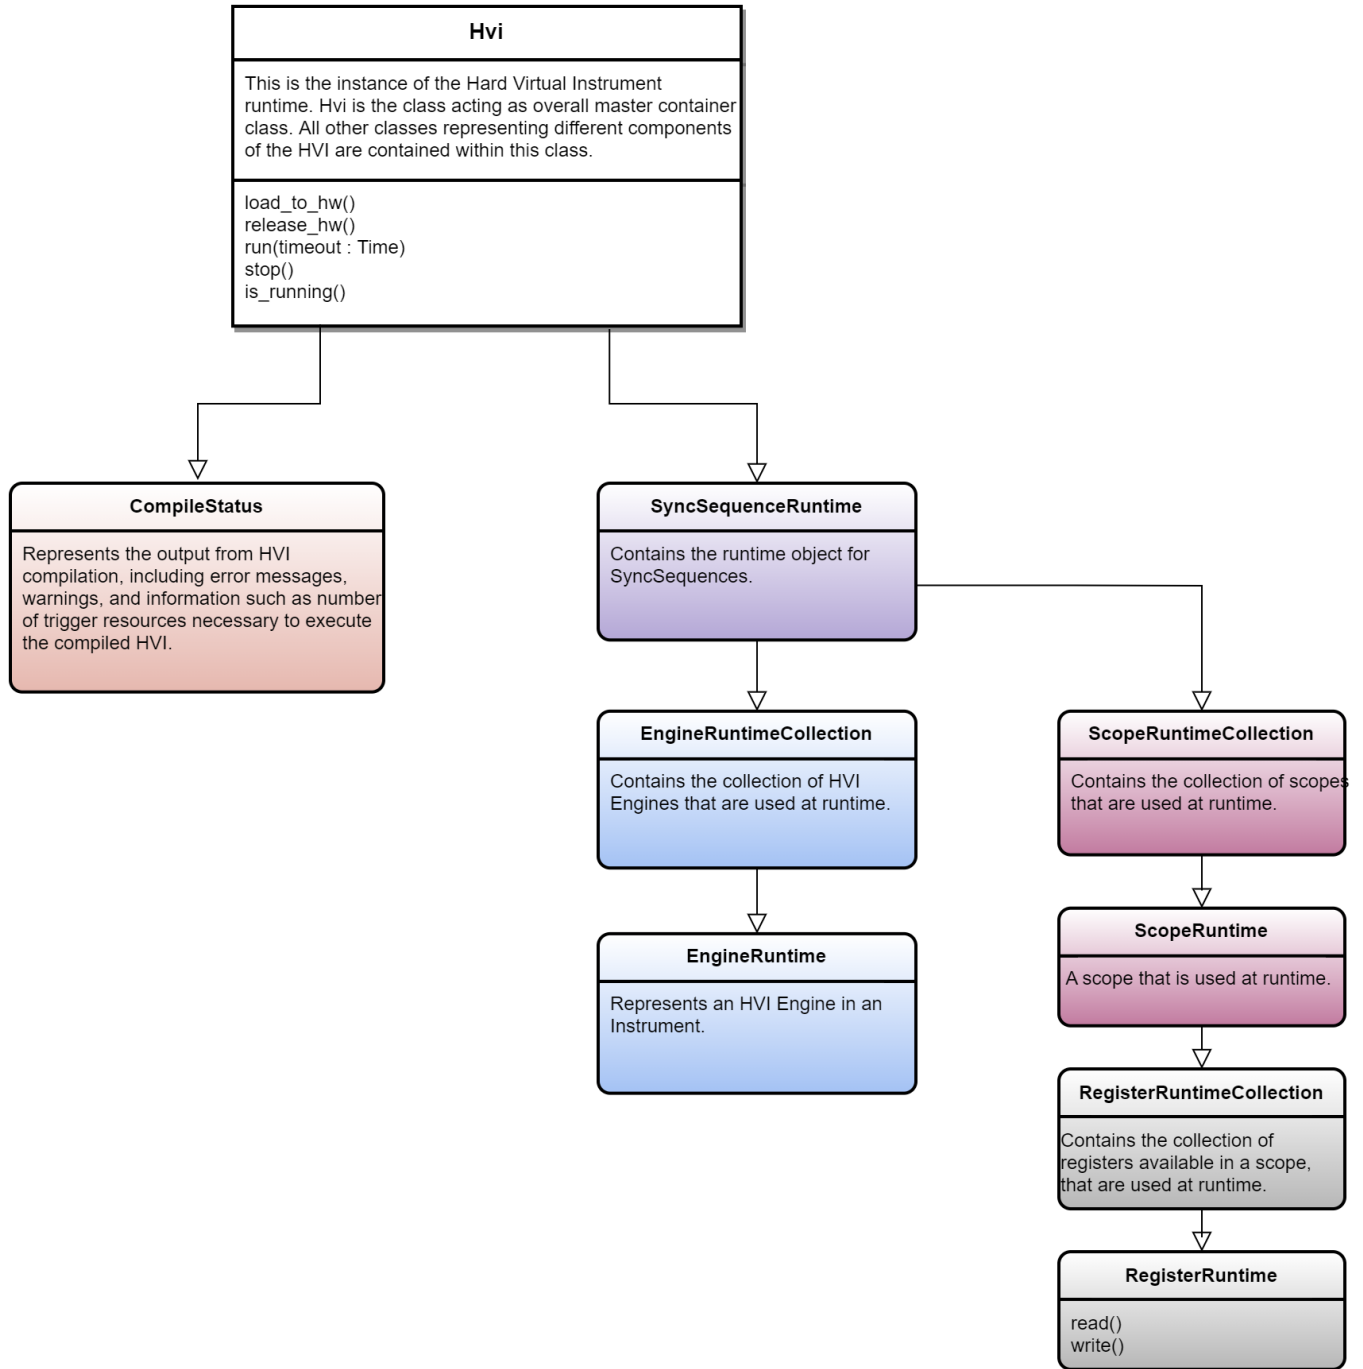 Hvi
This is the instance of the Hard Virtual Instrument
runtime. Hvi is the class acting as overall master container
class. All other classes representing different components
of the HVI are contained within this class.
load_to_hw()
release_hw()
run(timeout : Time)
stop()
is_running()
CompileStatus
Represents the output from HVI
compilation, including error messages,
warnings, and information such as number
of trigger resources necessary to execute
the compiled HVI.
SyncSequenceRuntime
Contains the runtime object for
SyncSequences.
EngineRuntimeCollection
Contains the collection of HVI
Engines that are used at runtime.
EngineRuntime
Represents an HVI Engine in an
Instrument.
ScopeRuntimeCollection
Contains the collection of scopes
that are used at runtime.
ScopeRuntime
A scope that is used at runtime.
RegisterRuntimeCollection
Contains the collection of
registers available in a scope,
that are used at runtime.
RegisterRuntime
read()
write()